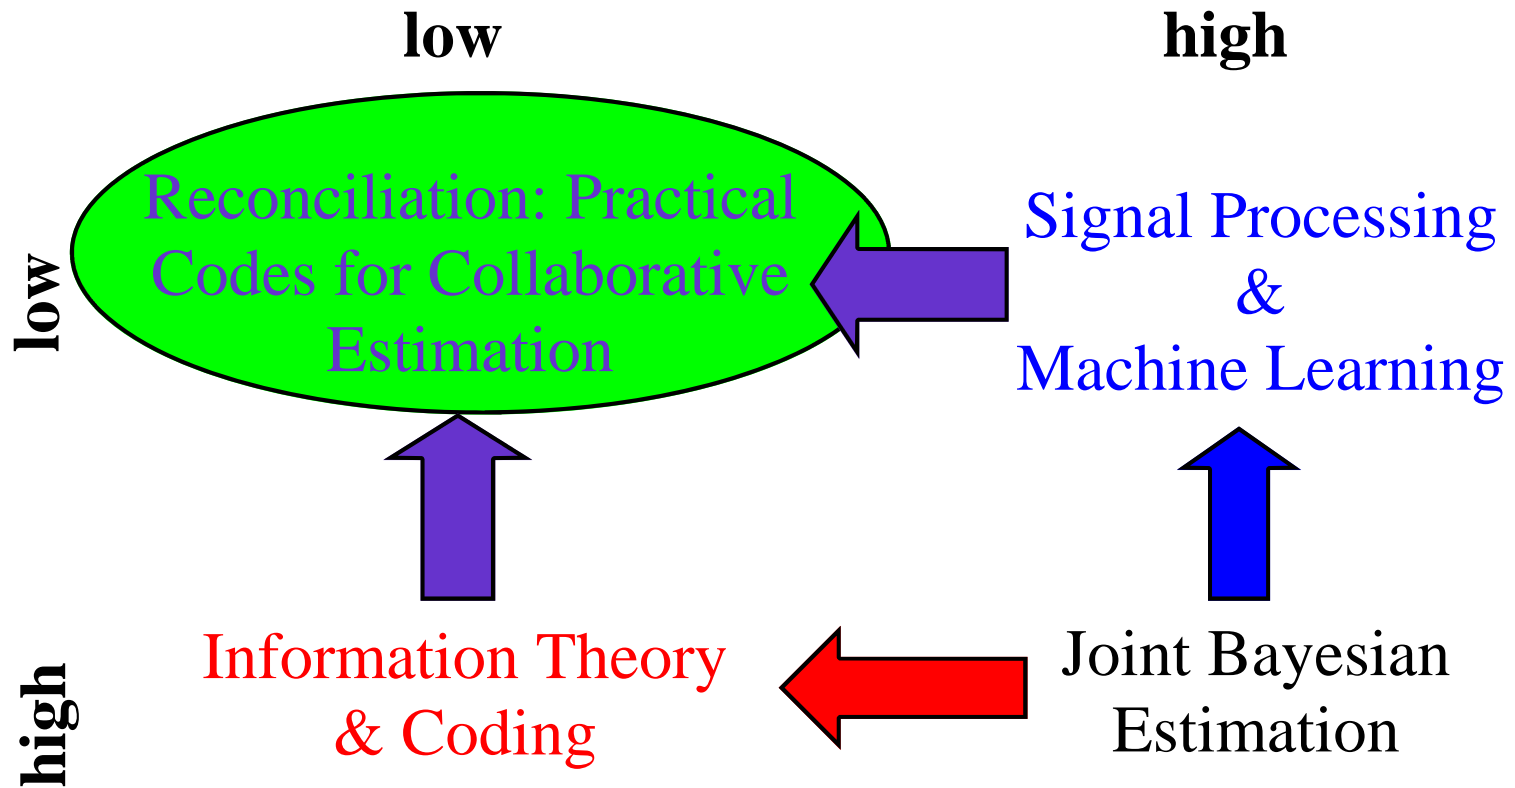 low
high
low
Reconciliation: Practical
Codes for Collaborative
Estimation
Signal Processing
&
Machine Learning
high
Information Theory
& Coding
Joint Bayesian
Estimation